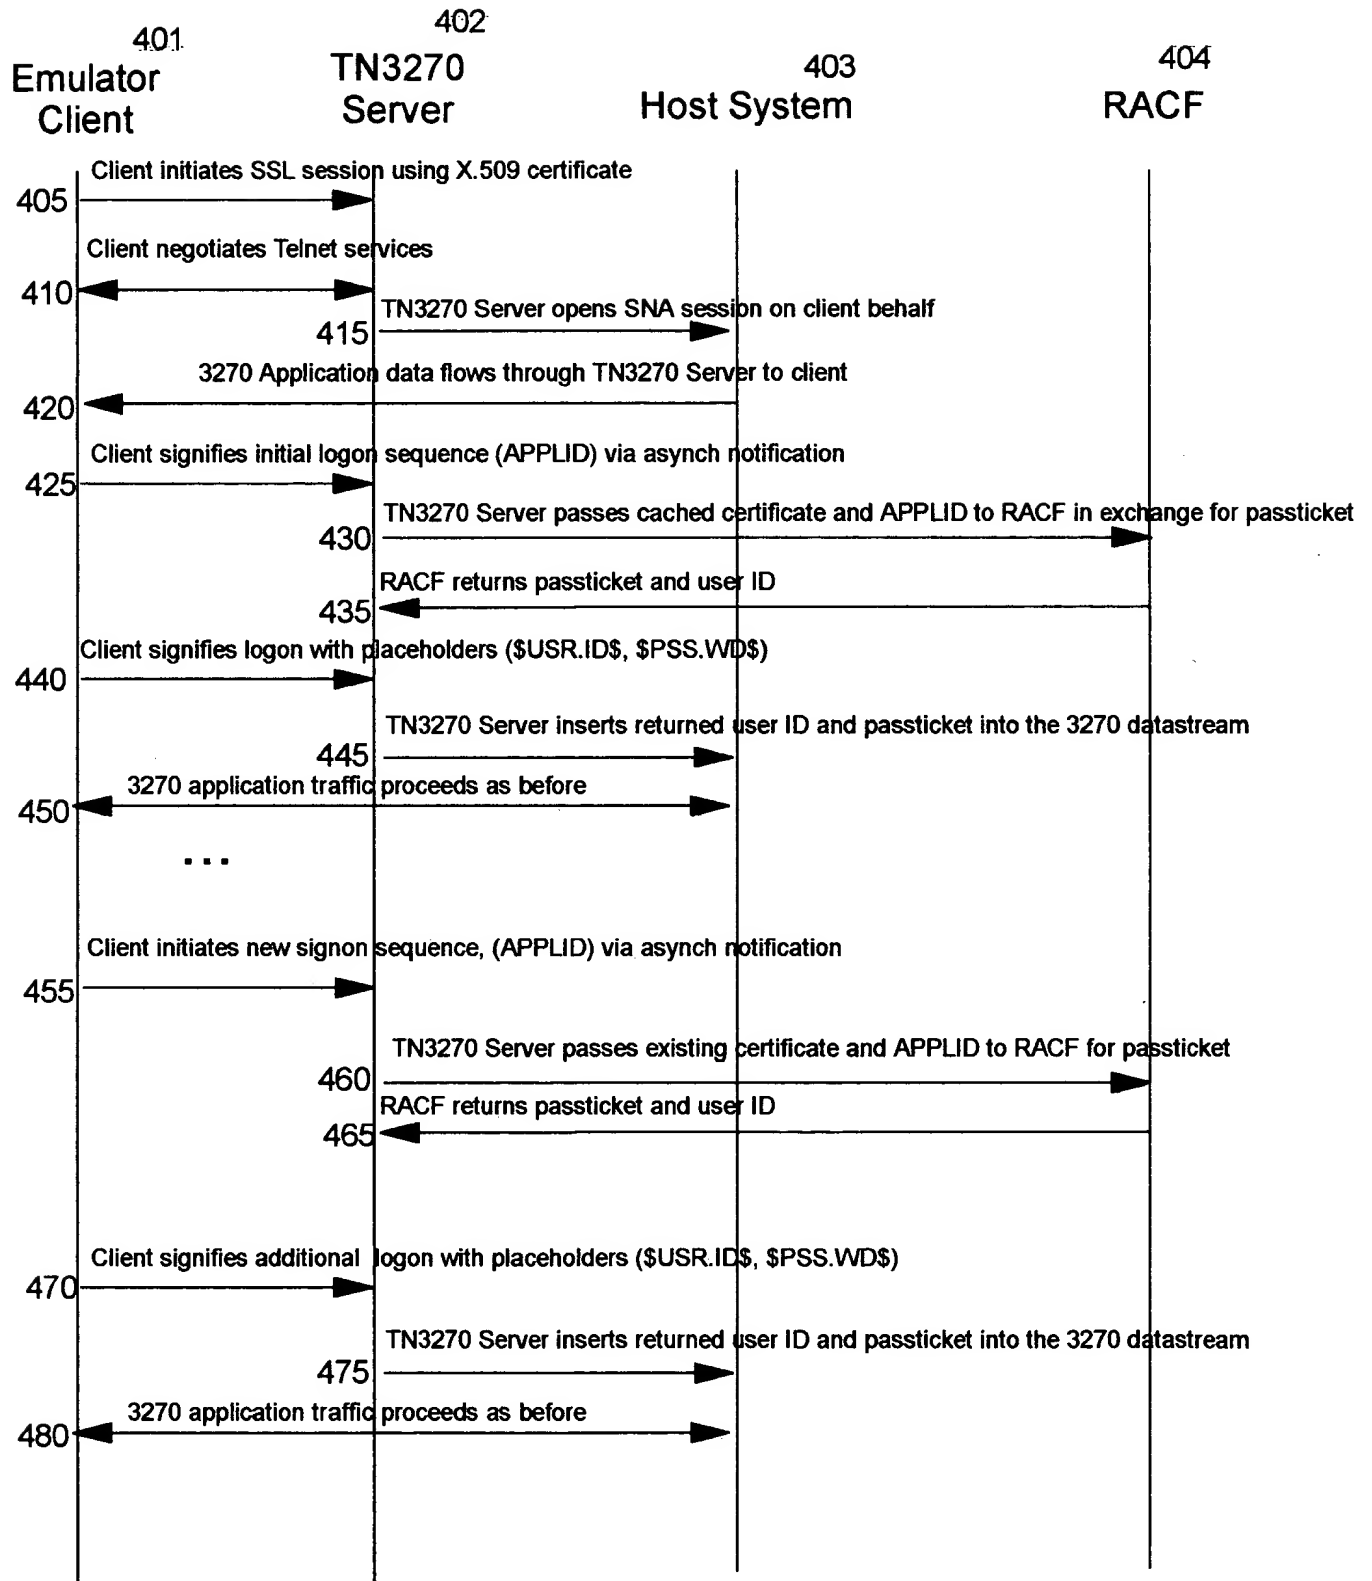 401
Emulator
Client
402
TN3270
Server
403
Host System
404
RACF
Client initiates SSL session using X.509 certificate
405
Client negotiates Telnet services
410
TN3270 Server opens SNA session on client behalf
415
3270 Application data flows through TN3270 Server to client
420
Client signifies initial logon sequence (APPLID) via asynch notification
425
TN3270 Server passes cached certificate and APPLID to RACF in exchange for passticket
430
RACF returns passticket and user ID
435
Client signifies logon with placeholders ($USR.ID$, $PSS.WD$)
440
TN3270 Server inserts returned user ID and passticket into the 3270 datastream
445
3270 application traffic proceeds as before
450
...
Client initiates new signon sequence, (APPLID) via asynch notification
455
TN3270 Server passes existing certificate and APPLID to RACF for passticket
460
RACF returns passticket and user ID
465
Client signifies additional logon with placeholders ($USR.ID$, $PSS.WD$)
470
TN3270 Server inserts returned user ID and passticket into the 3270 datastream
475
3270 application traffic proceeds as before
480